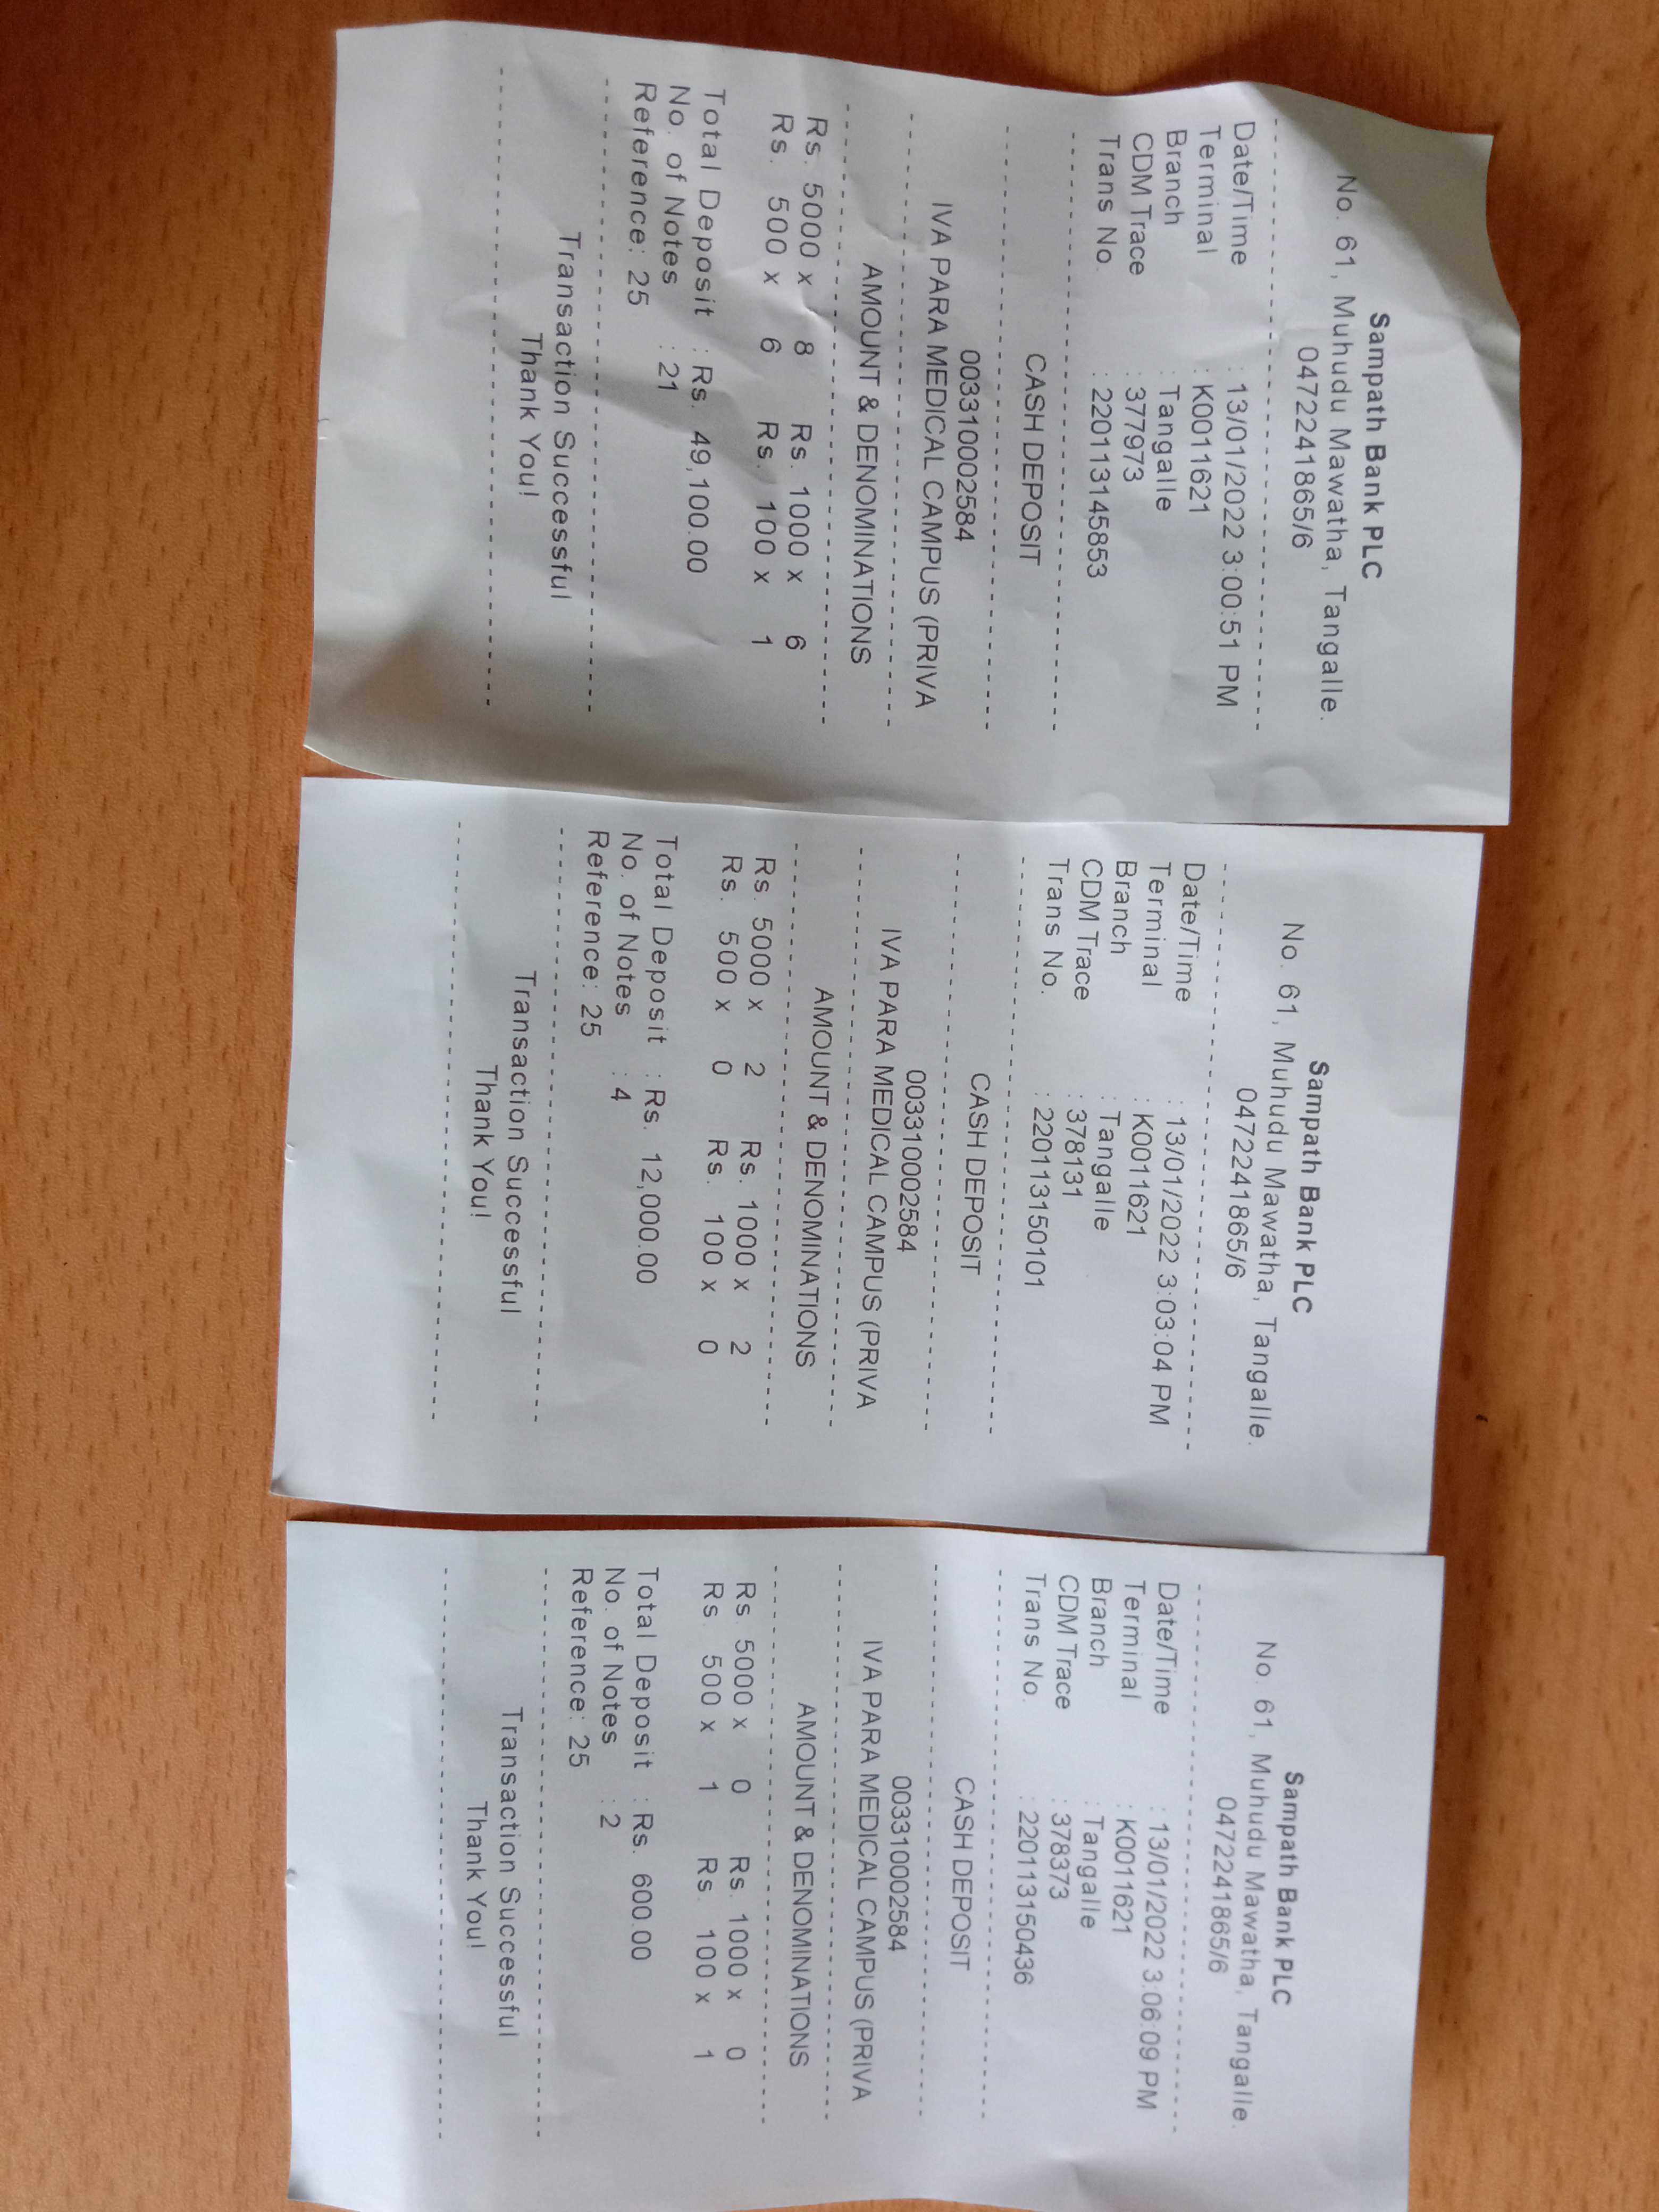 Sampath Bank PLC
No. 61, Muhudu Mawatha, Tangalle.
0472241865/6
Date/Time : 13/01/2022 3:00:51 PM
Terminal : K0011621
Branch : Tangalle
CDM Trace : 377973
Trans No. : 220113145853
CASH DEPOSIT
003310002584
IVA PARA MEDICAL CAMPUS (PRIVA
AMOUNT & DENOMINATIONS
Rs. 5000 x 8 Rs. 1000 x 6
Rs. 500 x 6 Rs. 100 x 1
Total Deposit : Rs. 49,100.00
No. of Notes : 21
Reference: 25
Transaction Successful
Thank You!
Sampath Bank PLC
No. 61, Muhudu Mawatha, Tangalle.
0472241865/6
Date/Time : 13/01/2022 3:03:04 PM
Terminal : K0011621
Branch : Tangalle
CDM Trace : 378131
Trans No. : 220113150101
CASH DEPOSIT
003310002584
IVA PARA MEDICAL CAMPUS (PRIVA
AMOUNT & DENOMINATIONS
Rs. 5000 x 2 Rs. 1000 x 2
Rs. 500 x 0 Rs. 100 x 0
Total Deposit : Rs. 12,000.00
No. of Notes : 4
Reference: 25
Transaction Successful
Thank You!
Sampath Bank PLC
No. 61, Muhudu Mawatha, Tangalle.
0472241865/6
Date/Time : 13/01/2022 3:06:09 PM
Terminal : K0011621
Branch : Tangalle
CDM Trace : 378373
Trans No. : 220113150436
CASH DEPOSIT
003310002584
IVA PARA MEDICAL CAMPUS (PRIVA
AMOUNT & DENOMINATIONS
Rs. 5000 x 0 Rs. 1000 x 0
Rs. 500 x 1 Rs. 100 x 1
Total Deposit : Rs. 600.00
No. of Notes : 2
Reference: 25
Transaction Successful
Thank You!